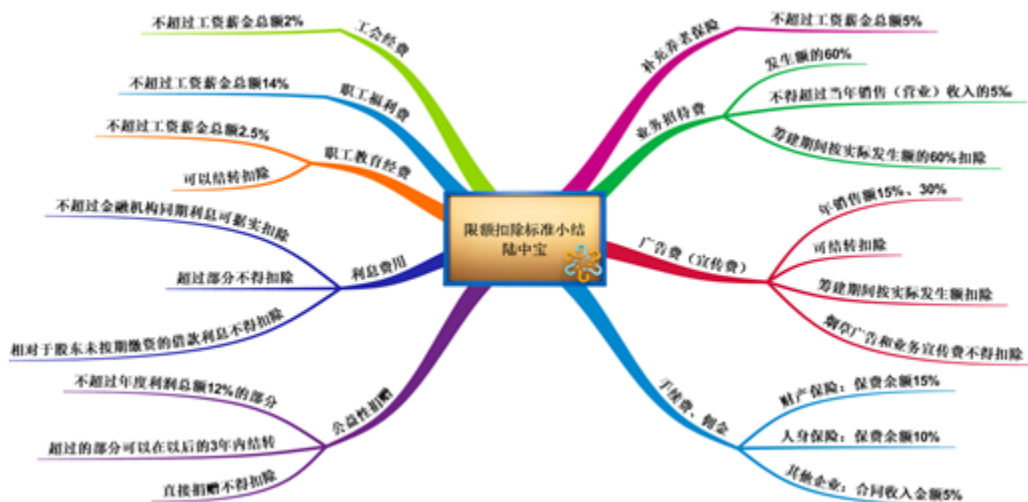 限额扣除标准小结
陆中宝
工会经费
不超过工资薪金总额2%
职工福利费
不超过工资薪金总额14%
职工教育经费
不超过工资薪金总额2.5%
可以结转扣除
利息费用
不超过金融机构同期利息可据实扣除
超过部分不得扣除
相对于股东未按期缴资的借款利息不得扣除
公益性捐赠
不超过年度利润总额12%的部分
超过的部分可以在以后的3年内结转
直接捐赠不得扣除
补充养老保险
不超过工资薪金总额5%
业务招待费
发生额的60%
不得超过当年销售（营业）收入的5‰
筹建期间按实际发生额的60%扣除
广告费（宣传费）
年销售额15%、30%
可结转扣除
筹建期间按实际发生额扣除
烟草广告和业务宣传费不得扣除
手续费、佣金
财产保险：保费余额15%
人身保险：保费余额10%
其他企业：合同收入金额5%